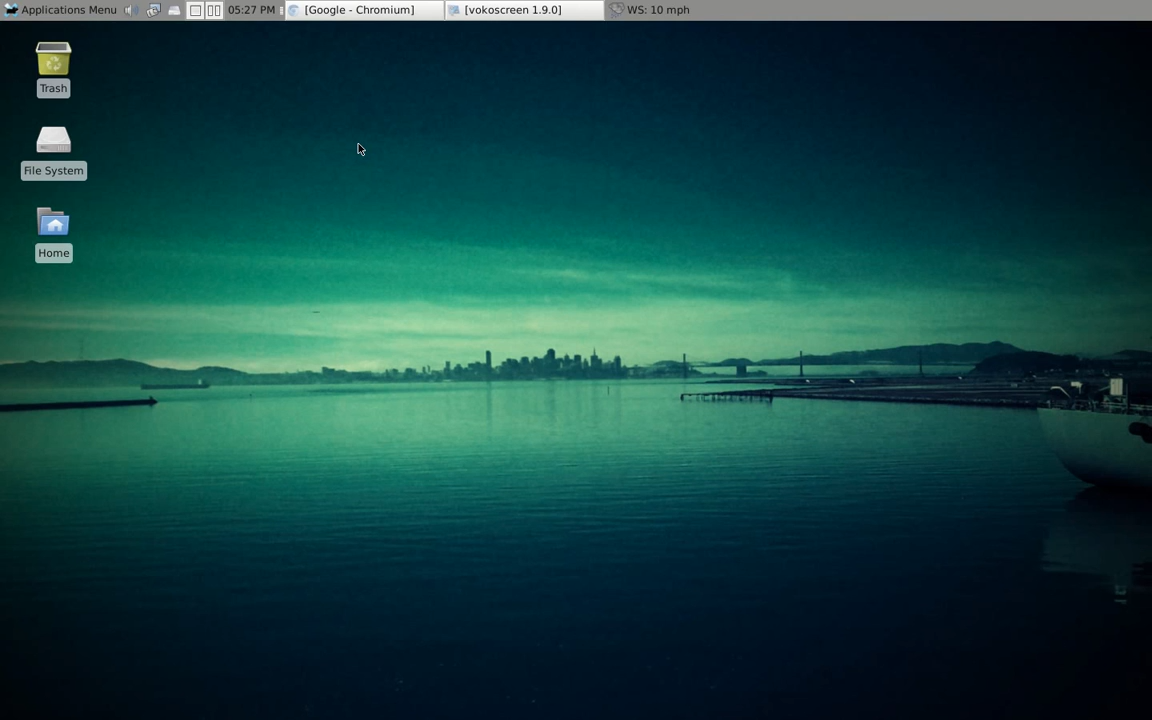 Applications Menu 05:27 PM [Google - Chromium] [vokoscreen 1.9.0] WS: 10 mph
Trash
File System
Home